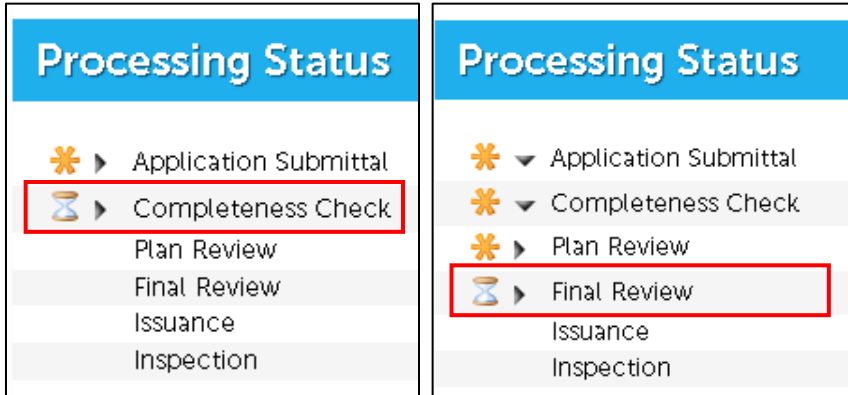 Processing Status
Application Submittal
Completeness Check
Plan Review
Final Review
Issuance
Inspection
Processing Status
Application Submittal
Completeness Check
Plan Review
Final Review
Issuance
Inspection